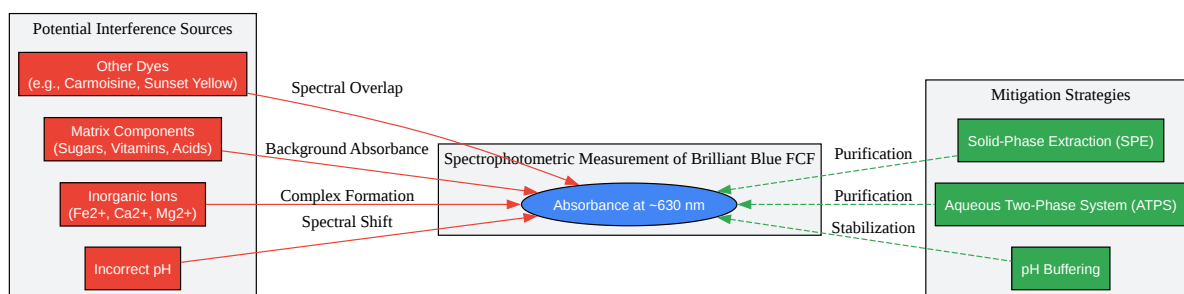 Potential Interference Sources
Other Dyes
(e.g., Carmoisine, Sunset Yellow)
Matrix Components
(Sugars, Vitamins, Acids)
Inorganic Ions
(Fe2+, Ca2+, Mg2+)
Incorrect pH
Spectral Overlap
Background Absorbance
Complex Formation
Spectral Shift
Spectrophotometric Measurement of Brilliant Blue FCF
Absorbance at ~630 nm
Purification
Purification
Stabilization
Mitigation Strategies
Solid-Phase Extraction (SPE)
Aqueous Two-Phase System (ATPS)
pH Buffering